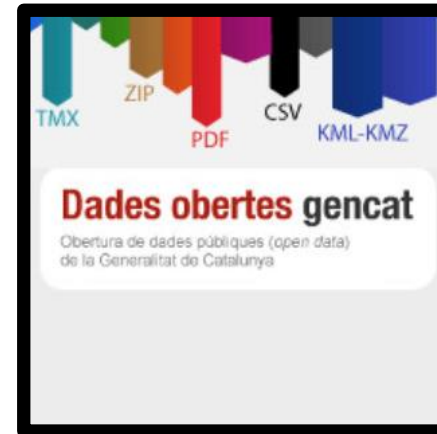 TMX
ZIP
PDF
CSV
KML-KMZ
Dades obertes gencat
Obertura de dades públiques (open data)
de la Generalitat de Catalunya